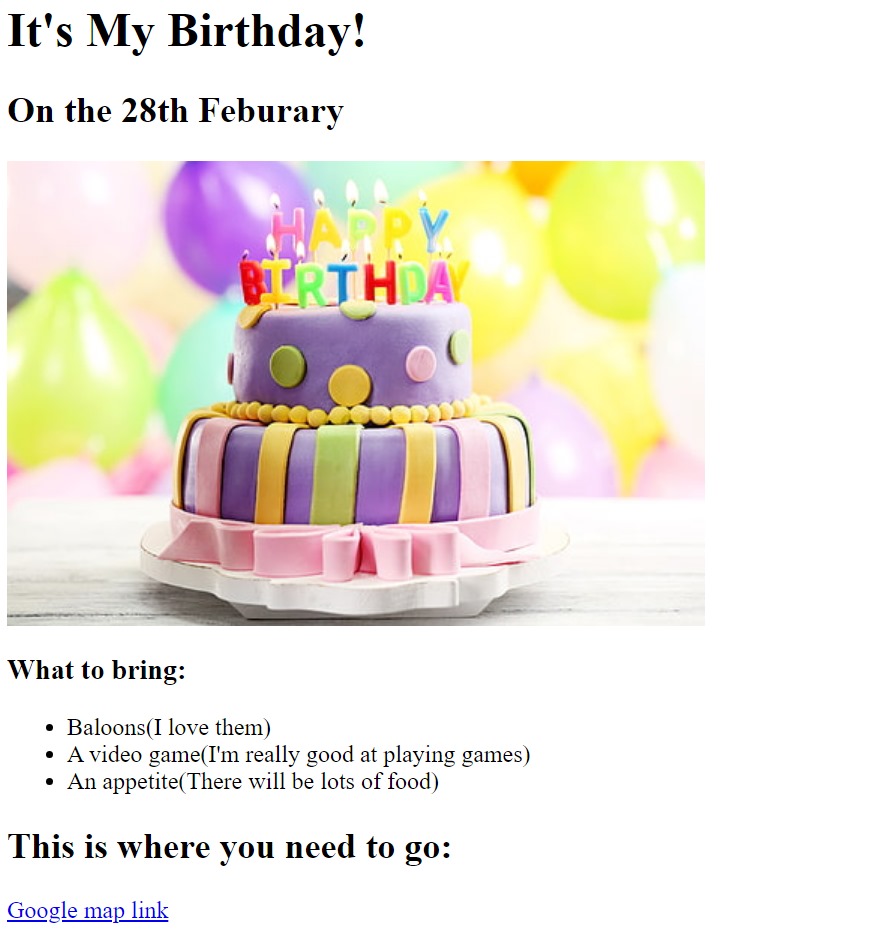 It's My Birthday!
On the 28th Feburary
HAPPY
BIRTHDAY
What to bring:
Baloons(I love them)
A video game(I'm really good at playing games)
An appetite(There will be lots of food)
This is where you need to go:
Google map link